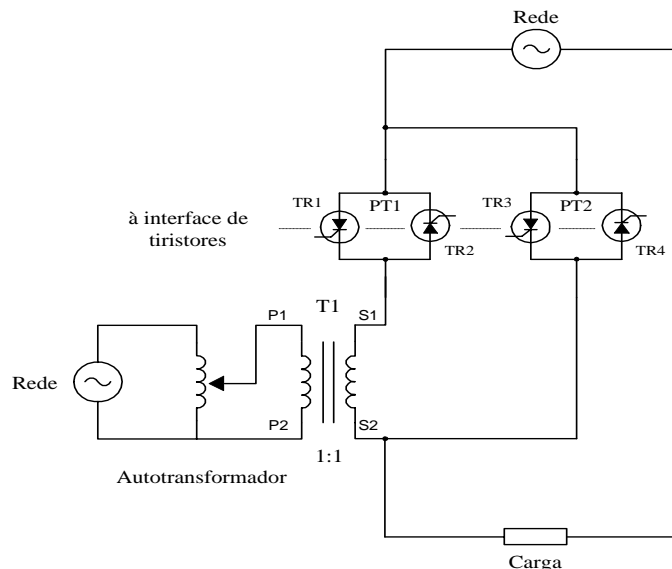 Rede
TR1
PT1
TR2
TR3
PT2
TR4
à interface de
tiristores
Rede
P1
P2
T1
1:1
S1
S2
Autotransformador
Carga